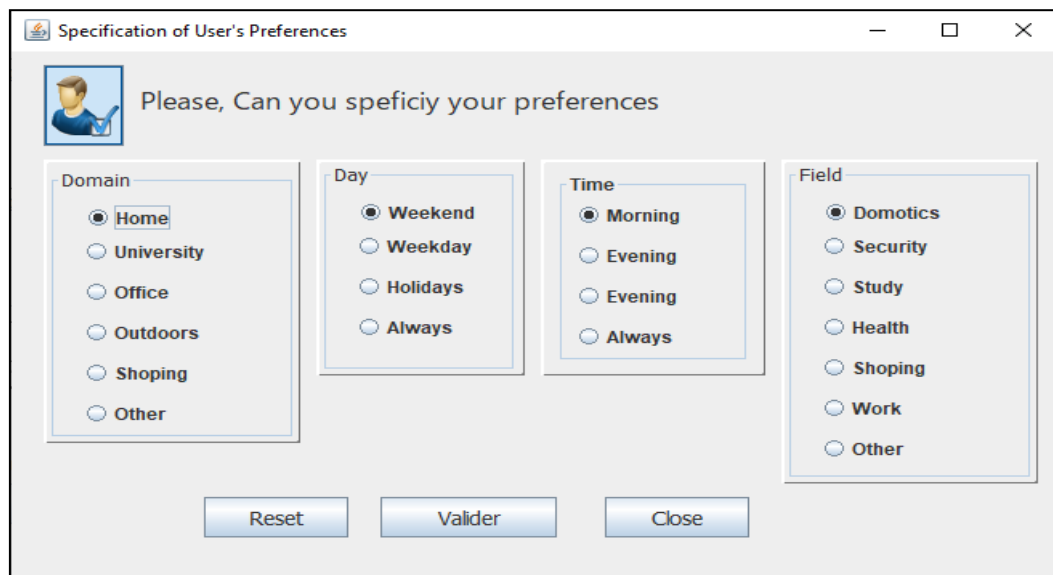 Specification of User's Preferences
Please, Can you speficiy your preferences
Domain
Home
University
Office
Outdoors
Shoping
Other
Day
Weekend
Weekday
Holidays
Always
Time
Morning
Evening
Evening
Always
Field
Domotics
Security
Study
Health
Shoping
Work
Other
Reset
Valider
Close